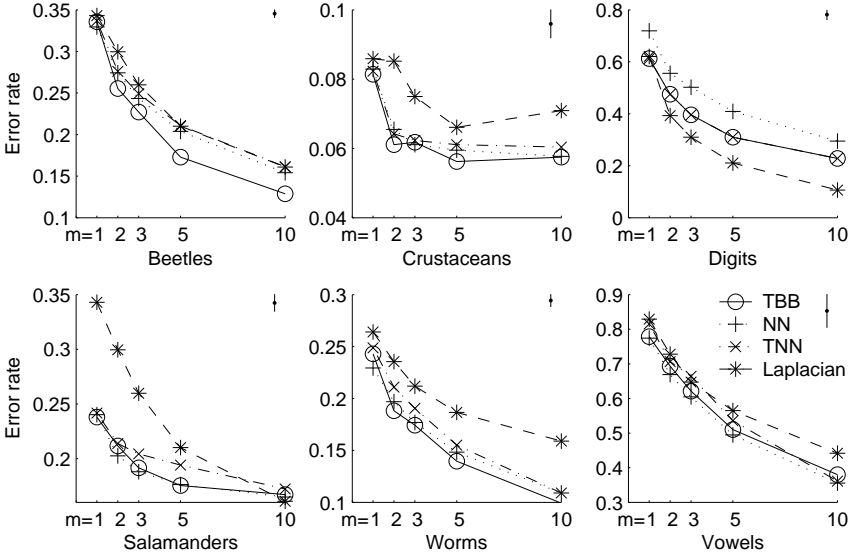 0.35
0.3
0.25
0.2
0.15
0.1
Error rate
m=1 2 3 5 10
Beetles
0.1
0.08
0.06
0.04
m=1 2 3 5 10
Crustaceans
0.8
0.6
0.4
0.2
0
m=1 2 3 5 10
Digits
0.35
0.3
0.25
0.2
Error rate
m=1 2 3 5 10
Salamanders
0.3
0.25
0.2
0.15
0.1
m=1 2 3 5 10
Worms
0.9
0.8
0.7
0.6
0.5
0.4
0.3
TBB
NN
TNN
Laplacian
m=1 2 3 5 10
Vowels